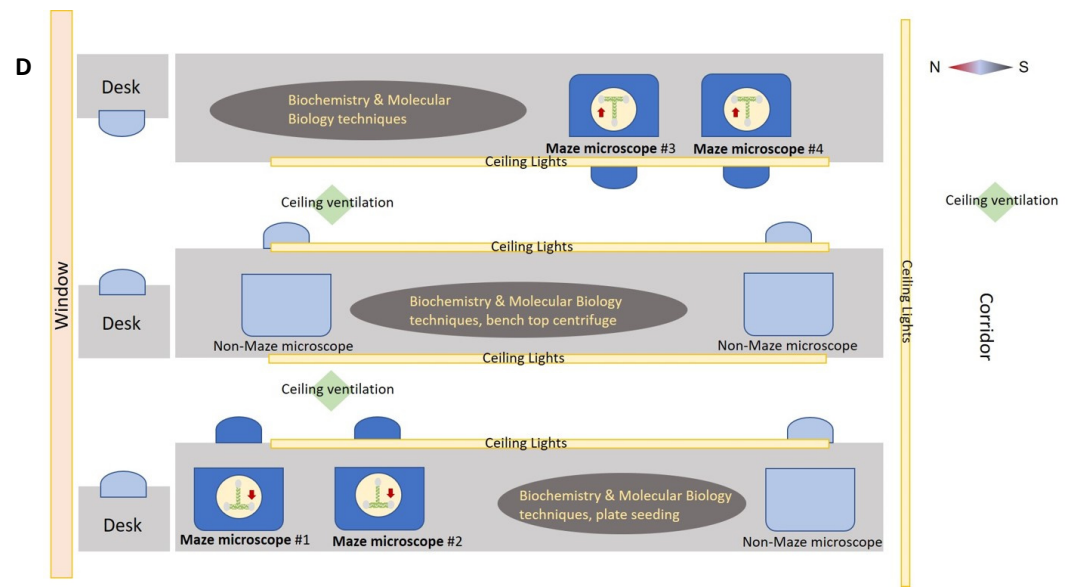 D
Desk
Biochemistry & Molecular
Biology techniques
Maze microscope #3
Maze microscope #4
Ceiling Lights
N
S
Ceiling ventilation
Ceiling ventilation
Ceiling Lights
Window
Desk
Biochemistry & Molecular Biology
techniques, bench top centrifuge
Non-Maze microscope
Non-Maze microscope
Ceiling Lights
Ceiling Lights
Corridor
Ceiling ventilation
Ceiling Lights
Desk
Biochemistry & Molecular Biology
techniques, plate seeding
Maze microscope #1
Maze microscope #2
Non-Maze microscope